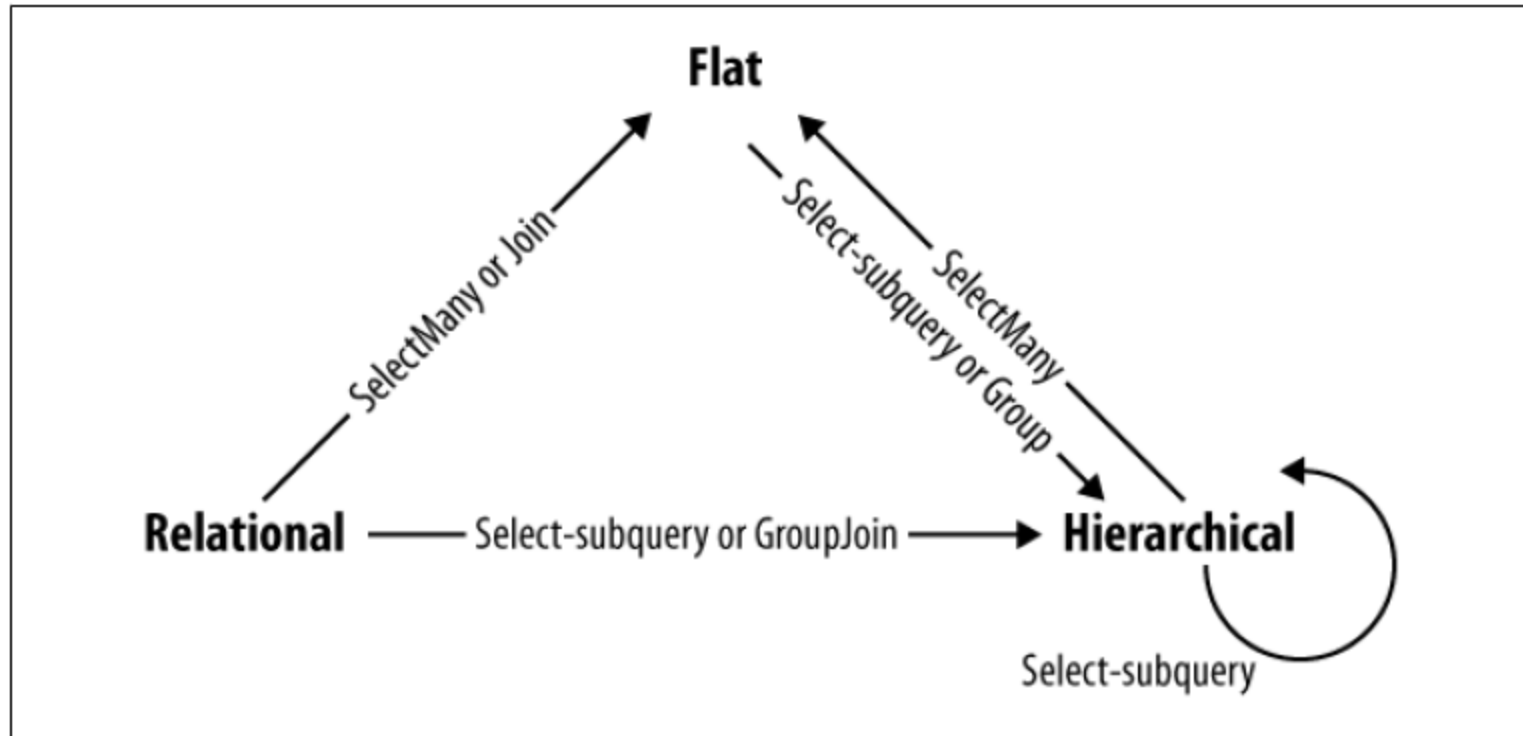 Flat
SelectMany or Join
Select-subquery or Group
SelectMany
Relational
Select-subquery or GroupJoin
Hierarchical
Select-subquery